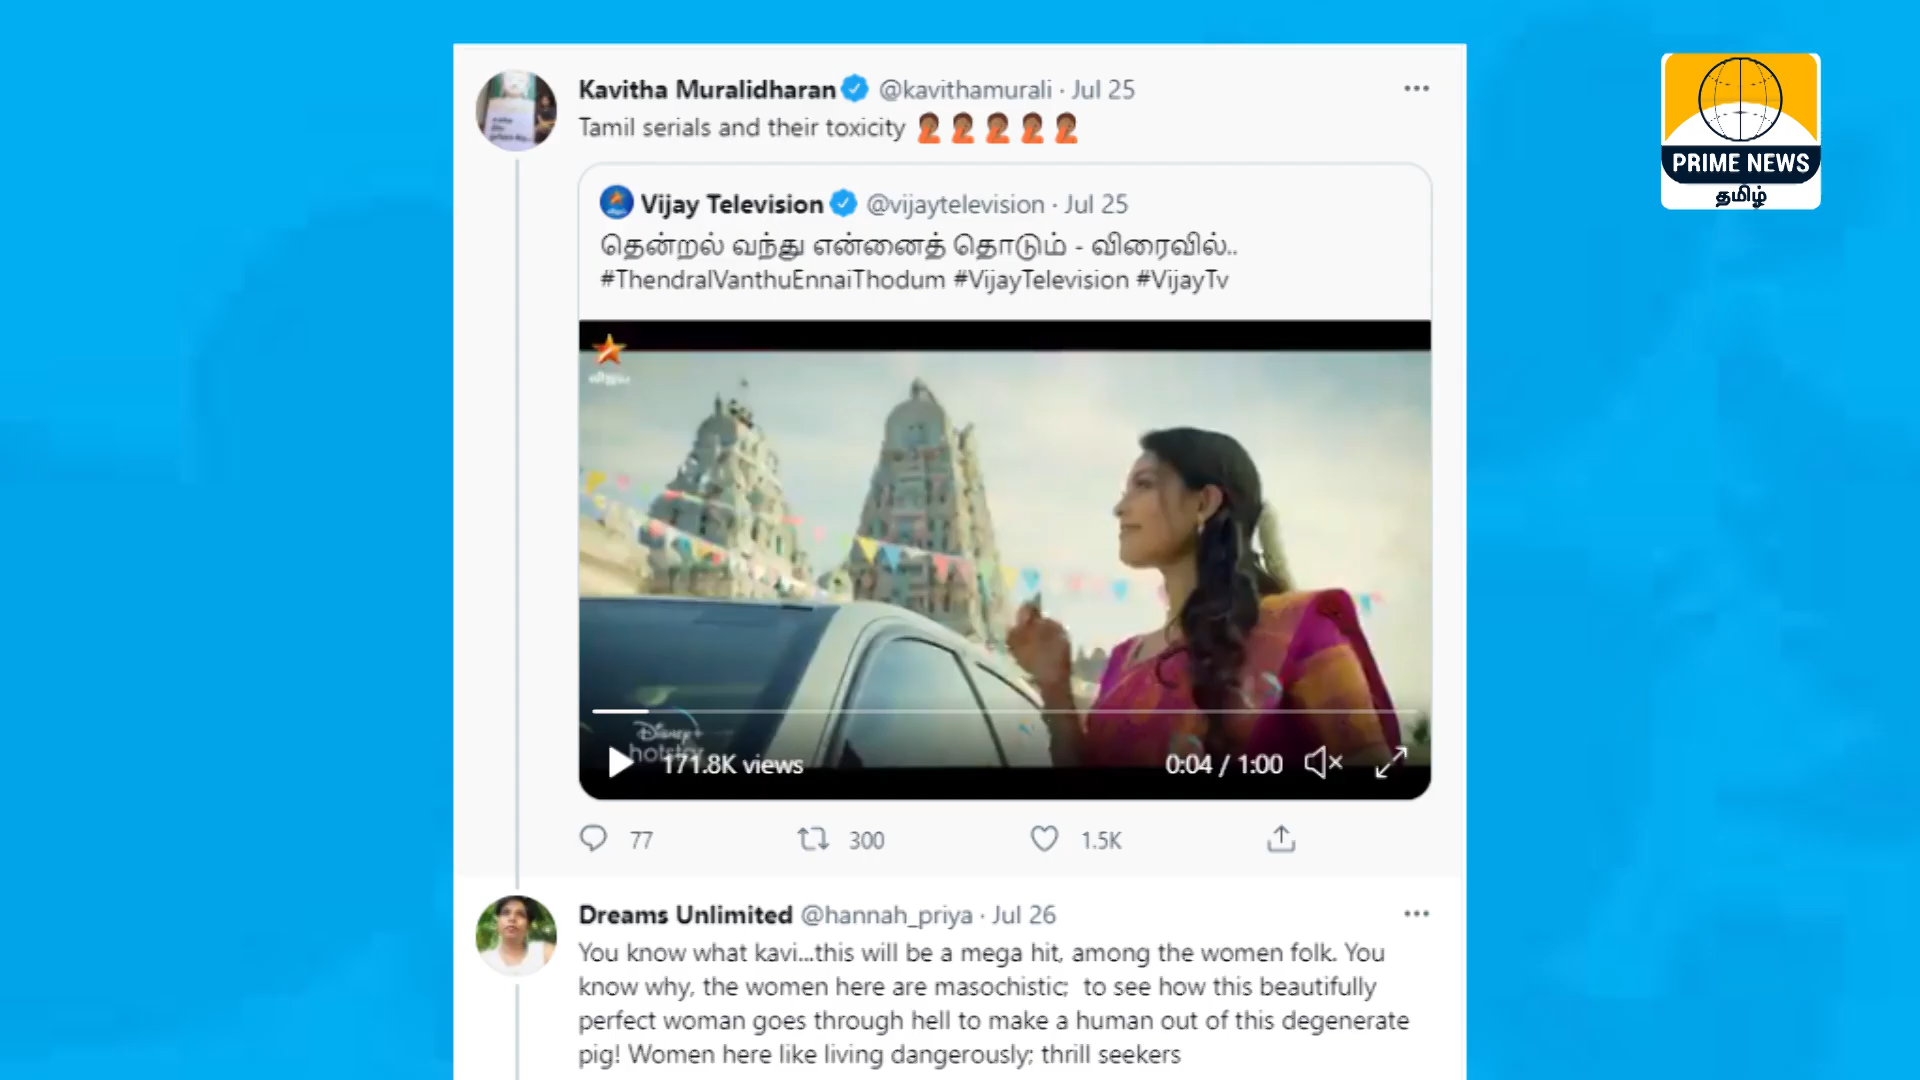 Kavitha Muralidharan @kavithamurali · Jul 25
Tamil serials and their toxicity
PRIME NEWS
தமிழ்
Vijay Television @vijaytelevision · Jul 25
தென்றல் வந்து என்னைத் தொடும் - விரைவில்..
#ThendralVanthuEnnaiThodum #VijayTelevision #VijayTv
விஜய்
Disney+
hotstar
171.8K views
0:04 / 1:00
77
300
1.5K
Dreams Unlimited @hannah_priya · Jul 26
You know what kavi...this will be a mega hit, among the women folk. You
know why, the women here are masochistic;  to see how this beautifully
perfect woman goes through hell to make a human out of this degenerate
pig! Women here like living dangerously; thrill seekers